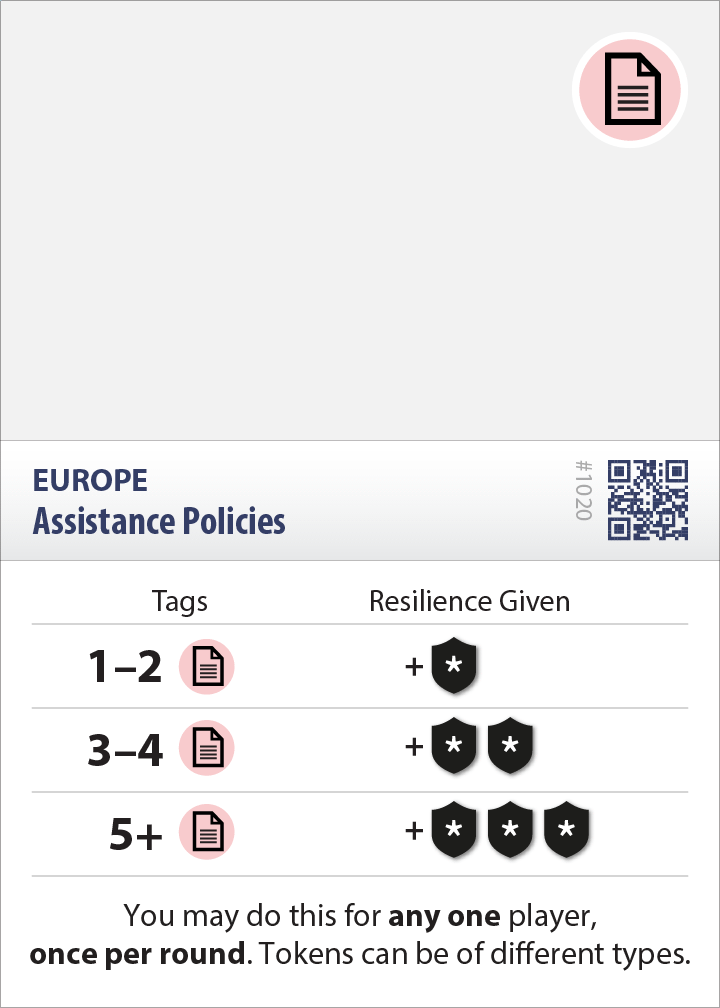 EUROPE
Assistance Policies
#1020
Tags Resilience Given
1–2 + *
3–4 + * *
5+ + * * *
You may do this for any one player,
once per round. Tokens can be of different types.